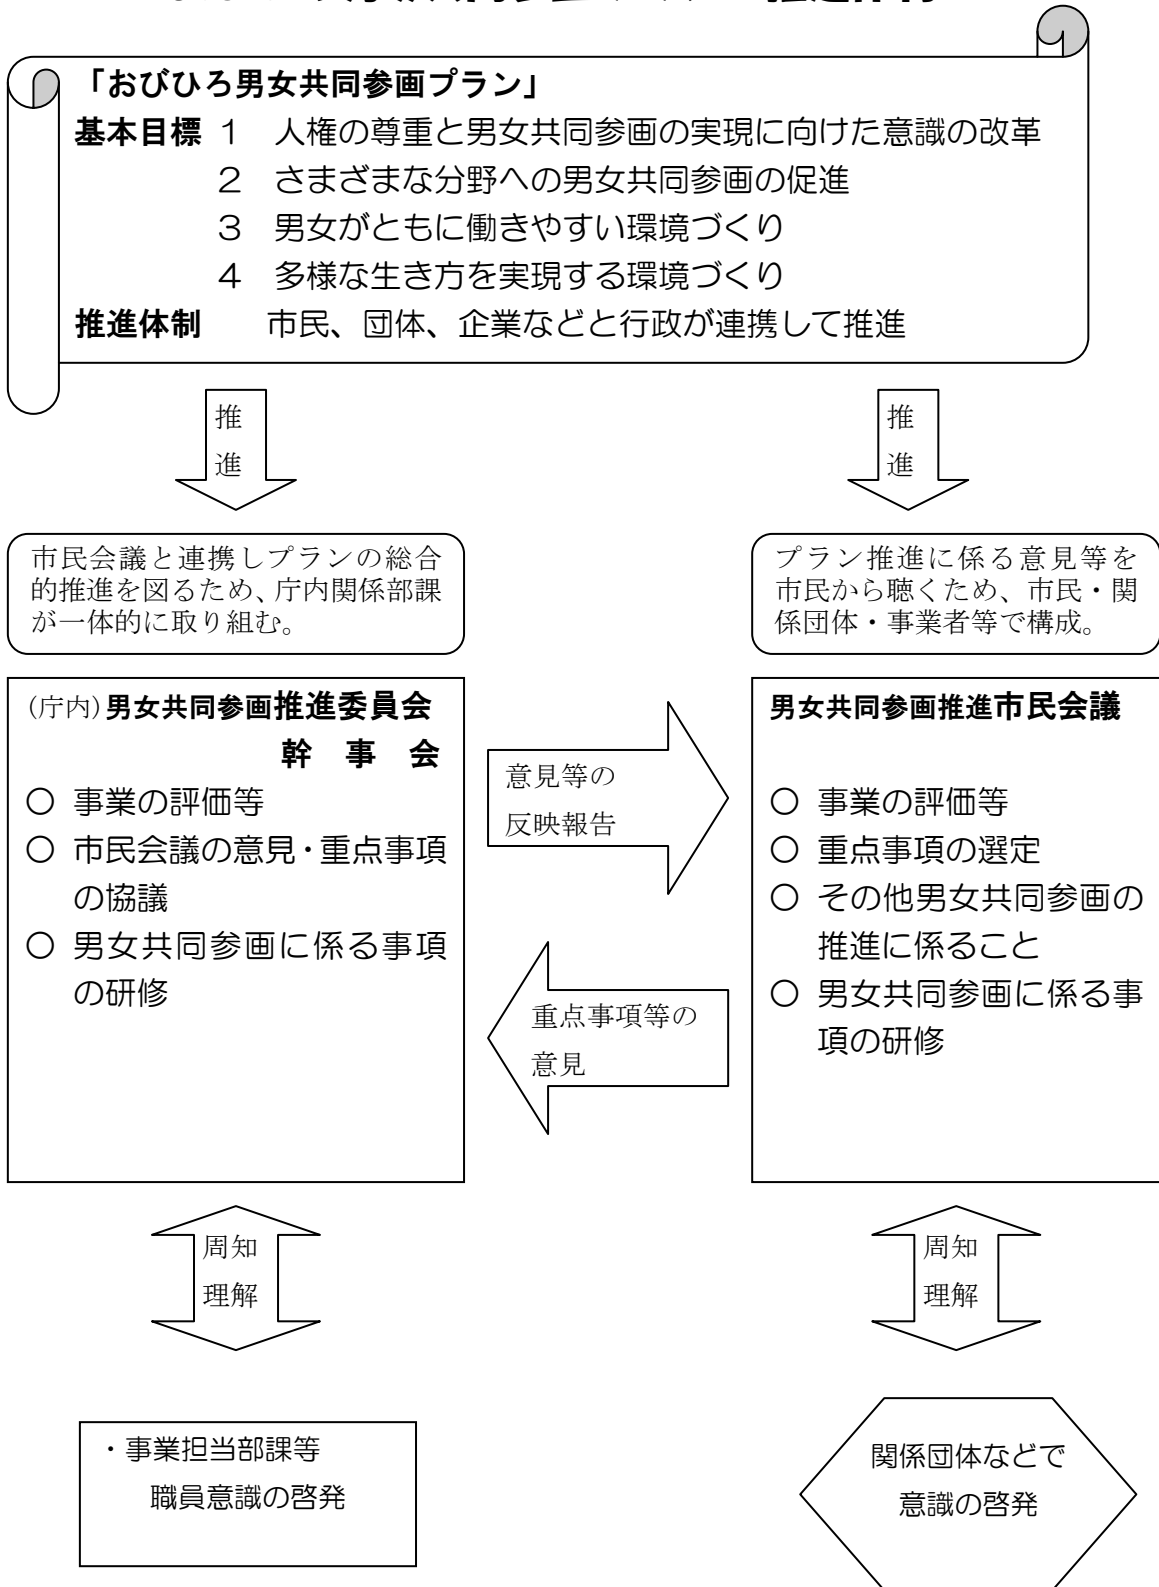 「おびひろ男女共同参画プラン」
基本目標 1 人権の尊重と男女共同参画の実現に向けた意識の改革
2 さまざまな分野への男女共同参画の促進
3 男女がともに働きやすい環境づくり
4 多様な生き方を実現する環境づくり
推進体制 市民、団体、企業などと行政が連携して推進
推
進
推
進
市民会議と連携しプランの総合
的推進を図るため、庁内関係部課
が一体的に取り組む。
プラン推進に係る意見等を
市民から聴くため、市民・関
係団体・事業者等で構成。
(庁内)男女共同参画推進委員会
幹 事 会
○ 事業の評価等
○ 市民会議の意見・重点事項
の協議
○ 男女共同参画に係る事項
の研修
意見等の
反映報告
重点事項等の
意見
男女共同参画推進市民会議
○ 事業の評価等
○ 重点事項の選定
○ その他男女共同参画の
推進に係ること
○ 男女共同参画に係る事
項の研修
周知
理解
周知
理解
・事業担当部課等
職員意識の啓発
関係団体などで
意識の啓発